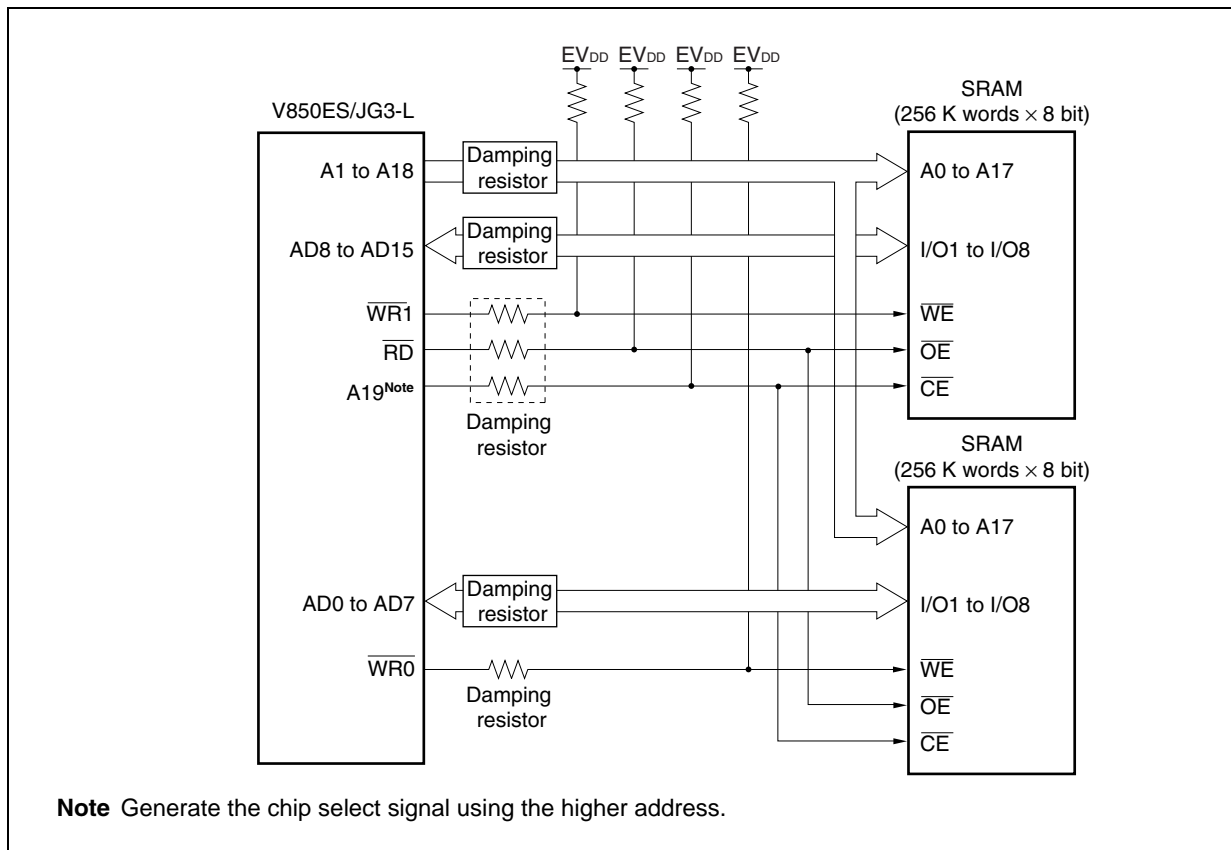 EVDD EVDD EVDD EVDD
V850ES/JG3-L
SRAM
(256 K words × 8 bit)
A1 to A18
Damping
resistor
A0 to A17
AD8 to AD15
Damping
resistor
I/O1 to I/O8
WR1
WE
RD
OE
A19Note
CE
Damping
resistor
SRAM
(256 K words × 8 bit)
A0 to A17
AD0 to AD7
Damping
resistor
I/O1 to I/O8
WR0
WE
Damping
resistor
OE
CE
Note Generate the chip select signal using the higher address.